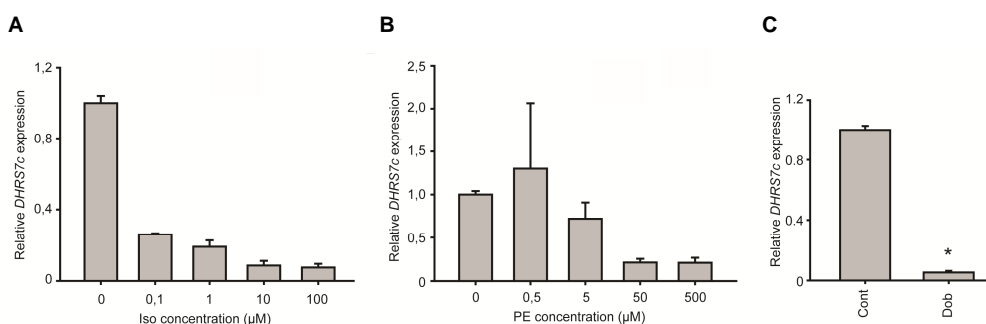 A
Relative DHRS7c expression
1,2
0,8
0,4
0
0 0,1 1 10 100
Iso concentration (µM)
B
Relative DHRS7c expression
2,5
2,0
1,5
1,0
0,5
0
0 0,5 5 50 500
PE concentration (µM)
C
Relative DHRS7c expression
1.2
0.8
0.4
0
*
Cont
Dob